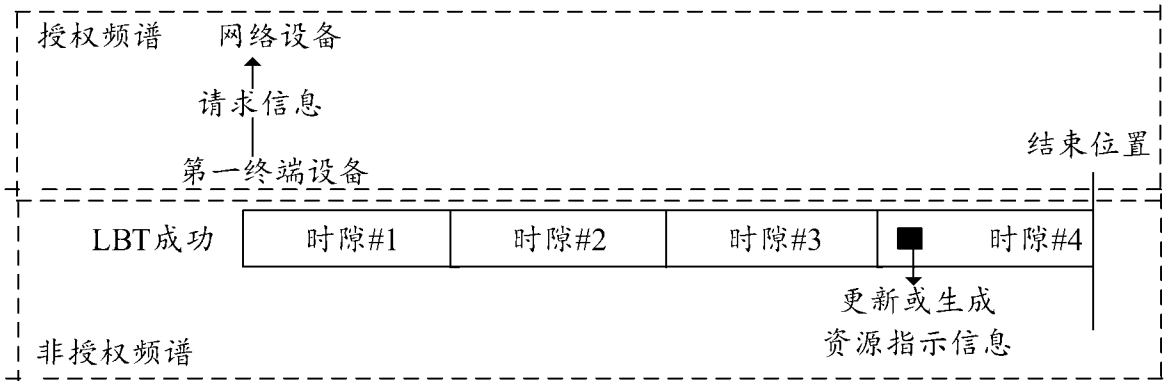 授权频谱 网络设备
请求信息
第一终端设备
结束位置
LBT成功 时隙#1 时隙#2 时隙#3 时隙#4
更新或生成
资源指示信息
非授权频谱